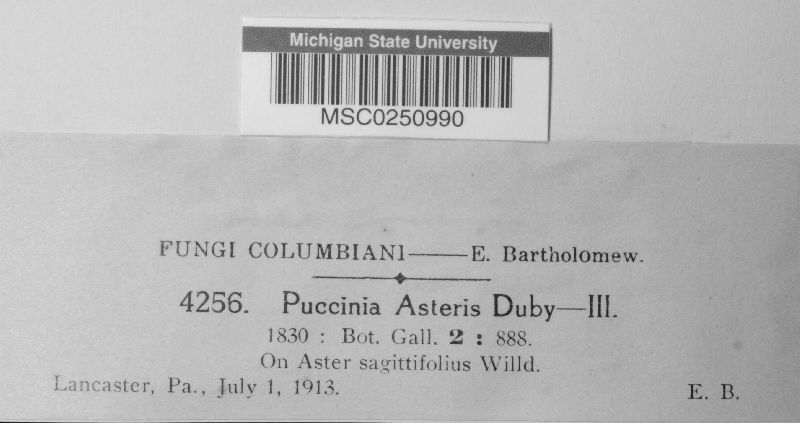 Michigan State University
MSC0250990
FUNGI COLUMBIANI——E. Bartholomew.
4256. Puccinia Asteris Duby—III.
1830 : Bot. Gall. 2 : 888.
On Aster sagittifolius Willd.
Lancaster, Pa., July 1, 1913. E. B.